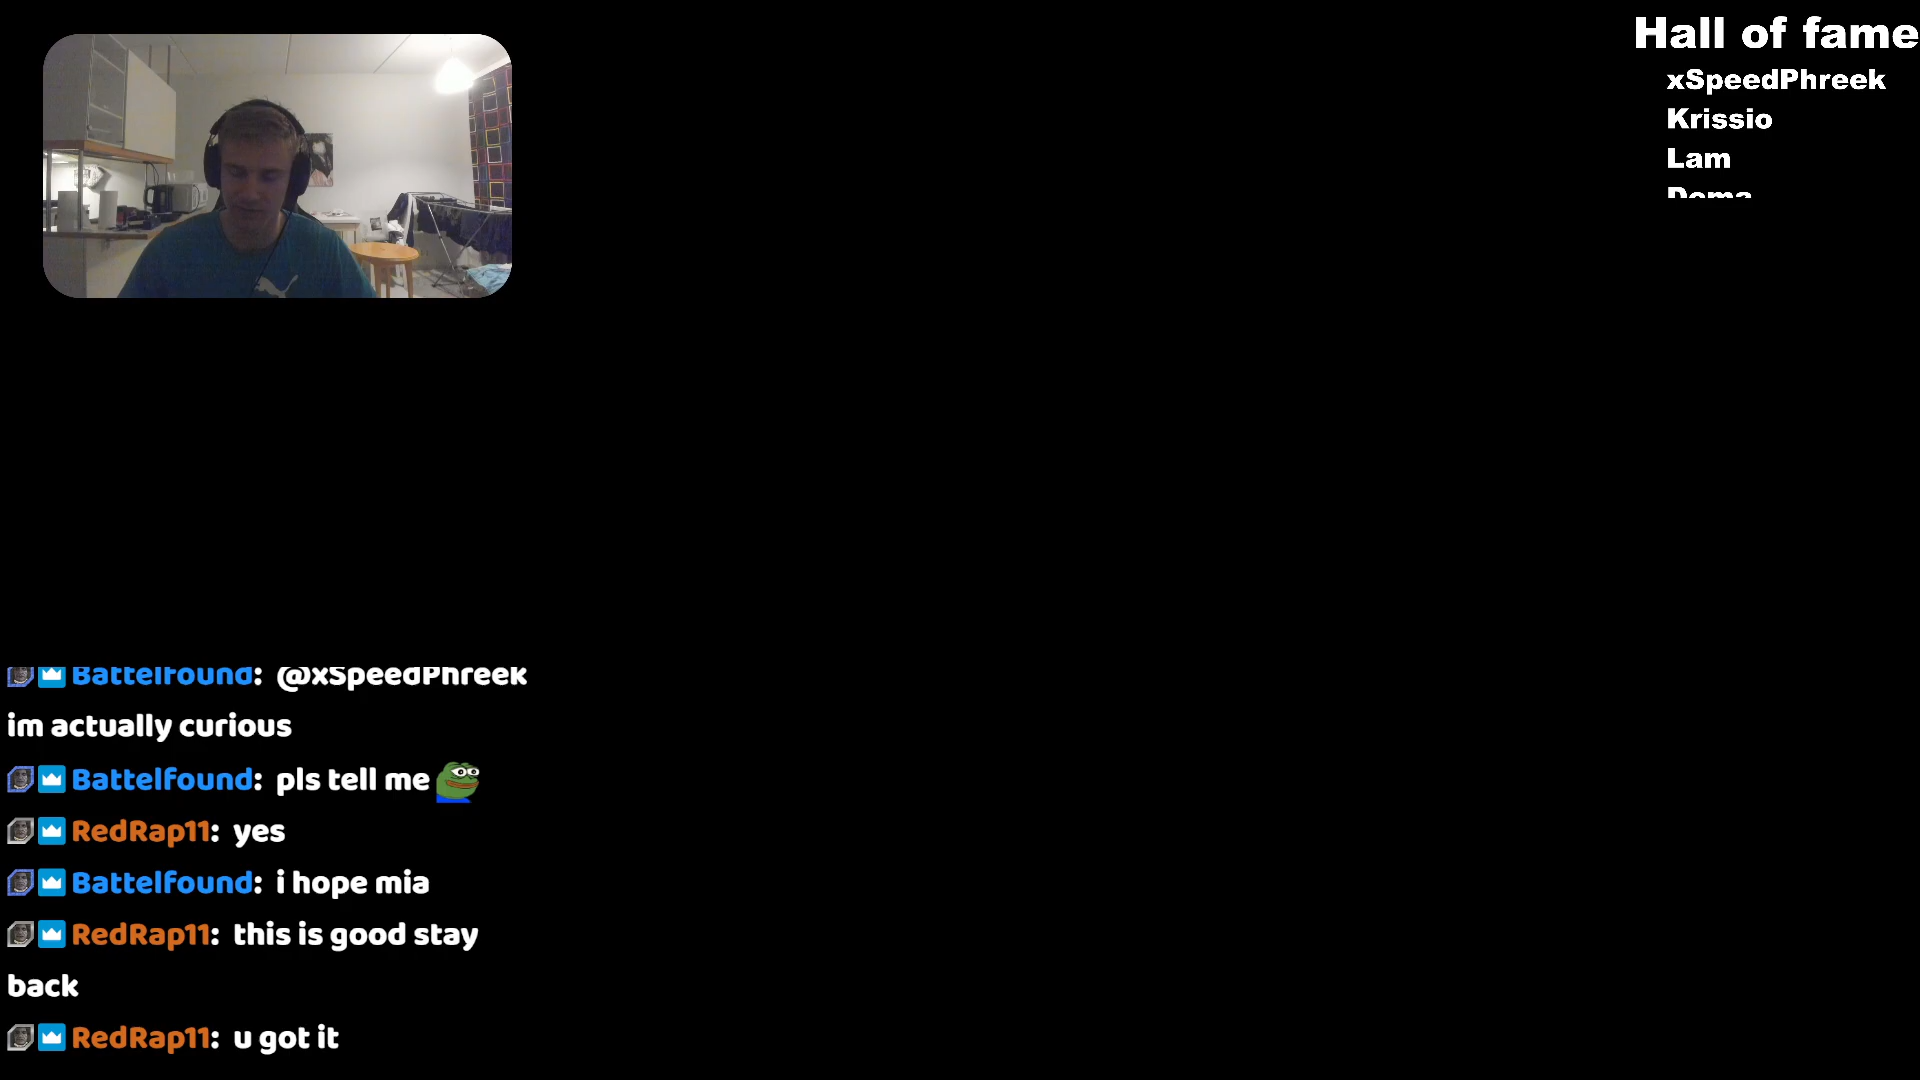 Hall of fame
xSpeedPhreek
Krissio
Lam
Doma
BattelFound: @xSpeedPhreek
im actually curious
BattelFound: pls tell me
RedRap11: yes
BattelFound: i hope mia
RedRap11: this is good stay
back
RedRap11: u got it